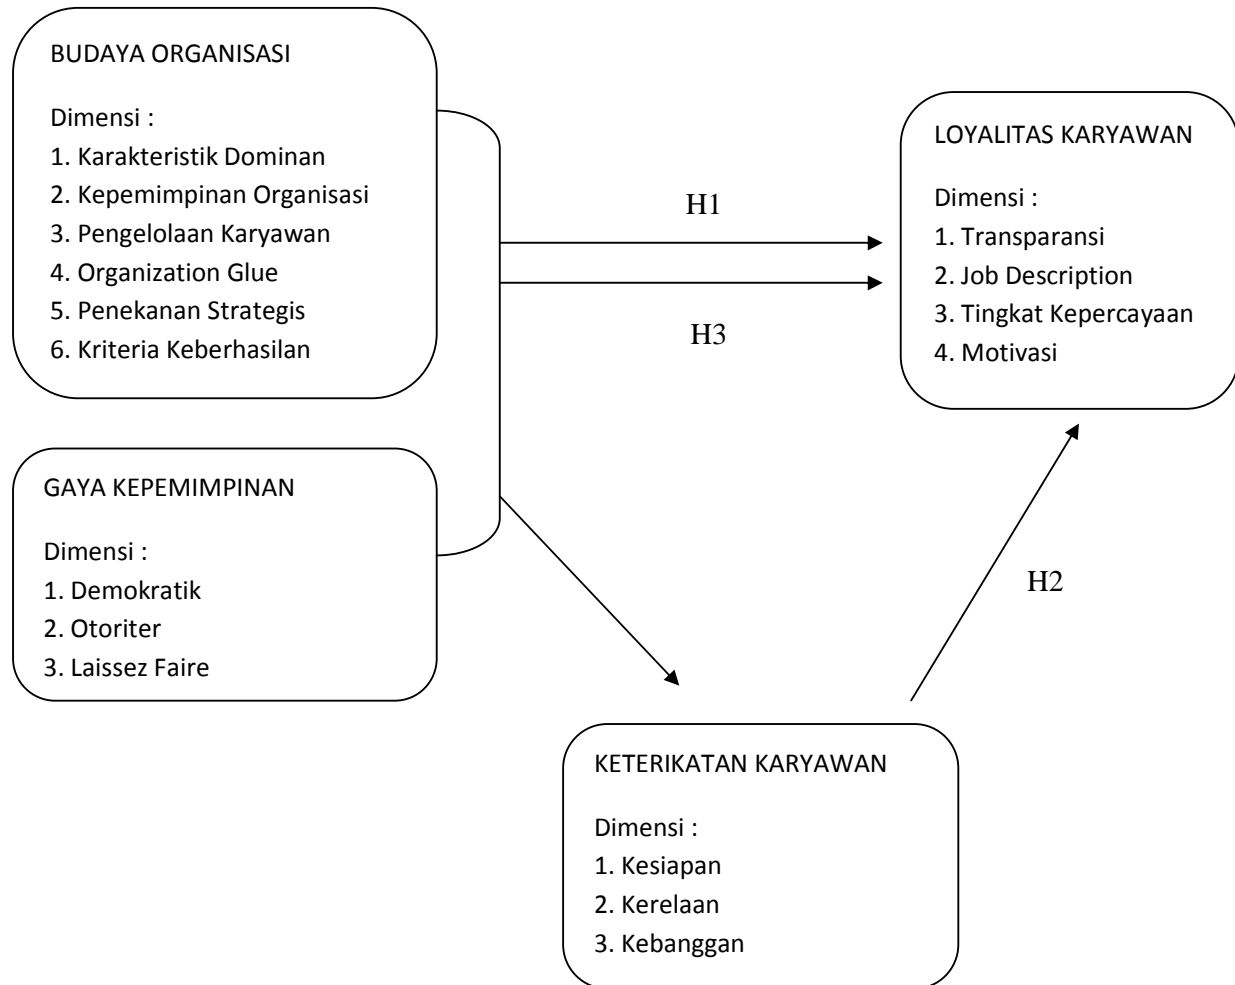 BUDAYA ORGANISASI
Dimensi :
1. Karakteristik Dominan
2. Kepemimpinan Organisasi
3. Pengelolaan Karyawan
4. Organization Glue
5. Penekanan Strategis
6. Kriteria Keberhasilan
GAYA KEPEMIMPINAN
Dimensi :
1. Demokratik
2. Otoriter
3. Laissez Faire
H1
H3
LOYALITAS KARYAWAN
Dimensi :
1. Transparansi
2. Job Description
3. Tingkat Kepercayaan
4. Motivasi
H2
KETERIKATAN KARYAWAN
Dimensi :
1. Kesiapan
2. Kerelaan
3. Kebanggan